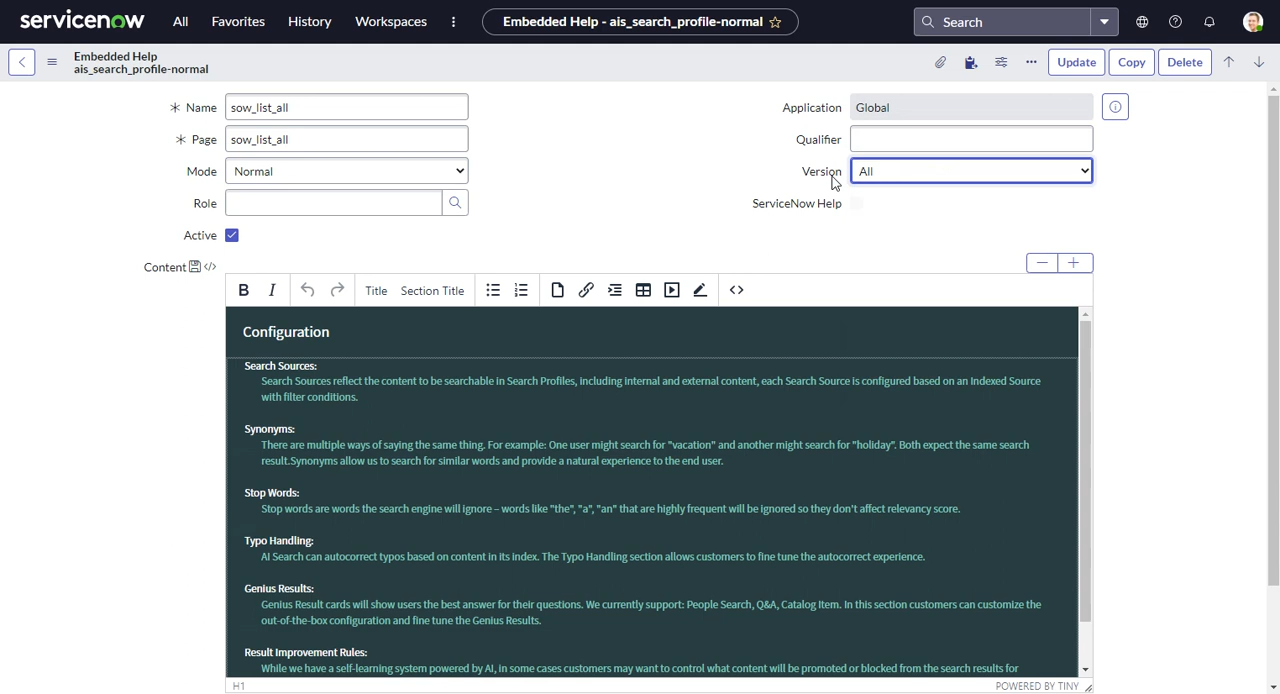 servicenow All Favorites History Workspaces Embedded Help - ais_search_profile-normal Search
Embedded Help
ais_search_profile-normal
Update Copy Delete
Name sow_list_all
Application Global
Page sow_list_all
Qualifier
Mode Normal
Version All
Role
ServiceNow Help
Active
Content
B I Title Section Title
Configuration
Search Sources:
Search Sources reflect the content to be searchable in Search Profiles, including internal and external content, each Search Source is configured based on an Indexed Source
with filter conditions.
Synonyms:
There are multiple ways of saying the same thing. For example: One user might search for "vacation" and another might search for "holiday". Both expect the same search
result.Synonyms allow us to search for similar words and provide a natural experience to the end user.
Stop Words:
Stop words are words the search engine will ignore – words like "the", "a", "an" that are highly frequent will be ignored so they don't affect relevancy score.
Typo Handling:
AI Search can autocorrect typos based on content in its index. The Typo Handling section allows customers to fine tune the autocorrect experience.
Genius Results:
Genius Result cards will show users the best answer for their questions. We currently support: People Search, Q&A, Catalog Item. In this section customers can customize the
out-of-the-box configuration and fine tune the Genius Results.
Result Improvement Rules:
While we have a self-learning system powered by AI, in some cases customers may want to control what content will be promoted or blocked from the search results for
H1 POWERED BY TINY